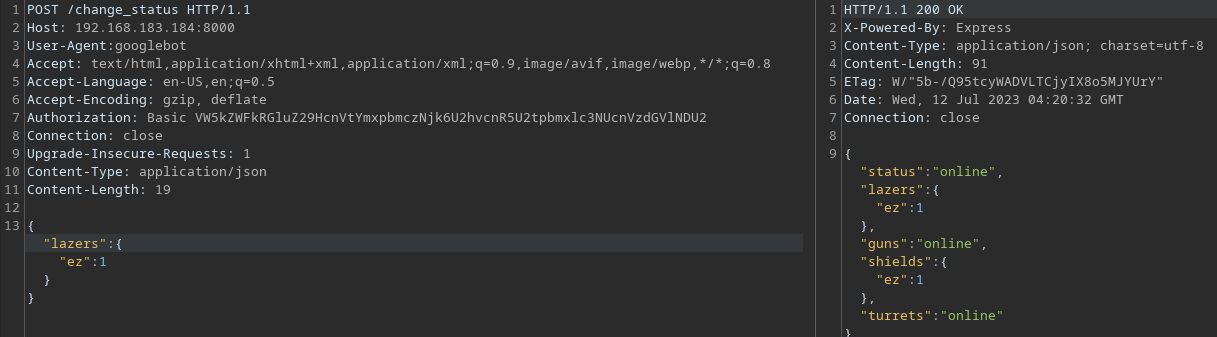 1 POST /change_status HTTP/1.1
2 Host: 192.168.183.184:8000
3 User-Agent:googlebot
4 Accept: text/html,application/xhtml+xml,application/xml;q=0.9,image/avif,image/webp,*/*;q=0.8
5 Accept-Language: en-US,en;q=0.5
6 Accept-Encoding: gzip, deflate
7 Authorization: Basic VW5kZWFkRGluZ29HcnVtYmxpbmczNjk6U2hvcnR5U2tpbmxlc3NUcnVzdGVlNDU2
8 Connection: close
9 Upgrade-Insecure-Requests: 1
10 Content-Type: application/json
11 Content-Length: 19
12
13 {
"lazers":{
"ez":1
}
}
1 HTTP/1.1 200 OK
2 X-Powered-By: Express
3 Content-Type: application/json; charset=utf-8
4 Content-Length: 91
5 ETag: W/"5b-/Q95tcyWADVLTCjyIX8o5MJYUrY"
6 Date: Wed, 12 Jul 2023 04:20:32 GMT
7 Connection: close
8
9 {
"status":"online",
"lazers":{
"ez":1
},
"guns":"online",
"shields":{
"ez":1
},
"turrets":"online"
}